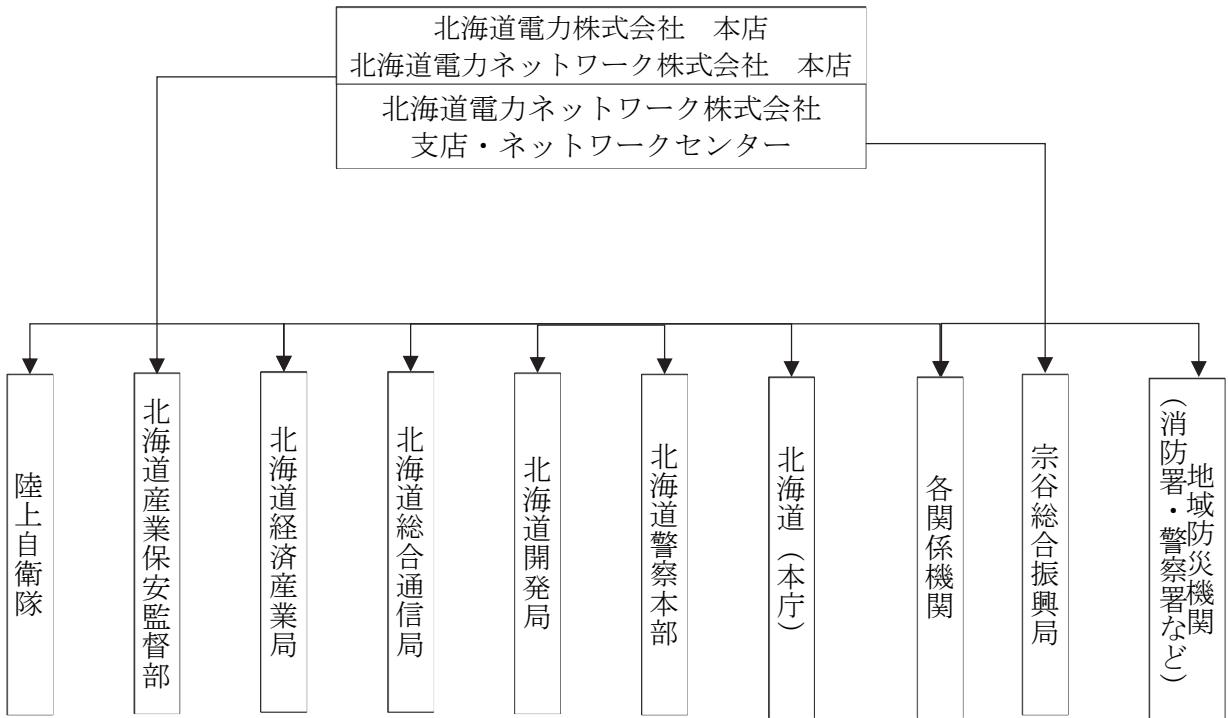 北海道電力株式会社　本店
北海道電力ネットワーク株式会社　本店
北海道電力ネットワーク株式会社
支店・ネットワークセンター
陸上自衛隊
北海道産業保安監督部
北海道経済産業局
北海道総合通信局
北海道開発局
北海道警察本部
北海道（本庁）
各関係機関
宗谷総合振興局
地域防災機関
（消防署・警察署など）